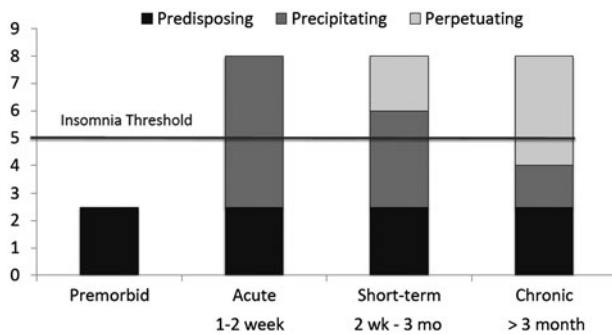 Predisposing Precipitating Perpetuating
9
8
7
6
5
4
3
2
1
0
Insomnia Threshold
Premorbid Acute Short-term Chronic
1-2 week 2 wk - 3 mo > 3 month